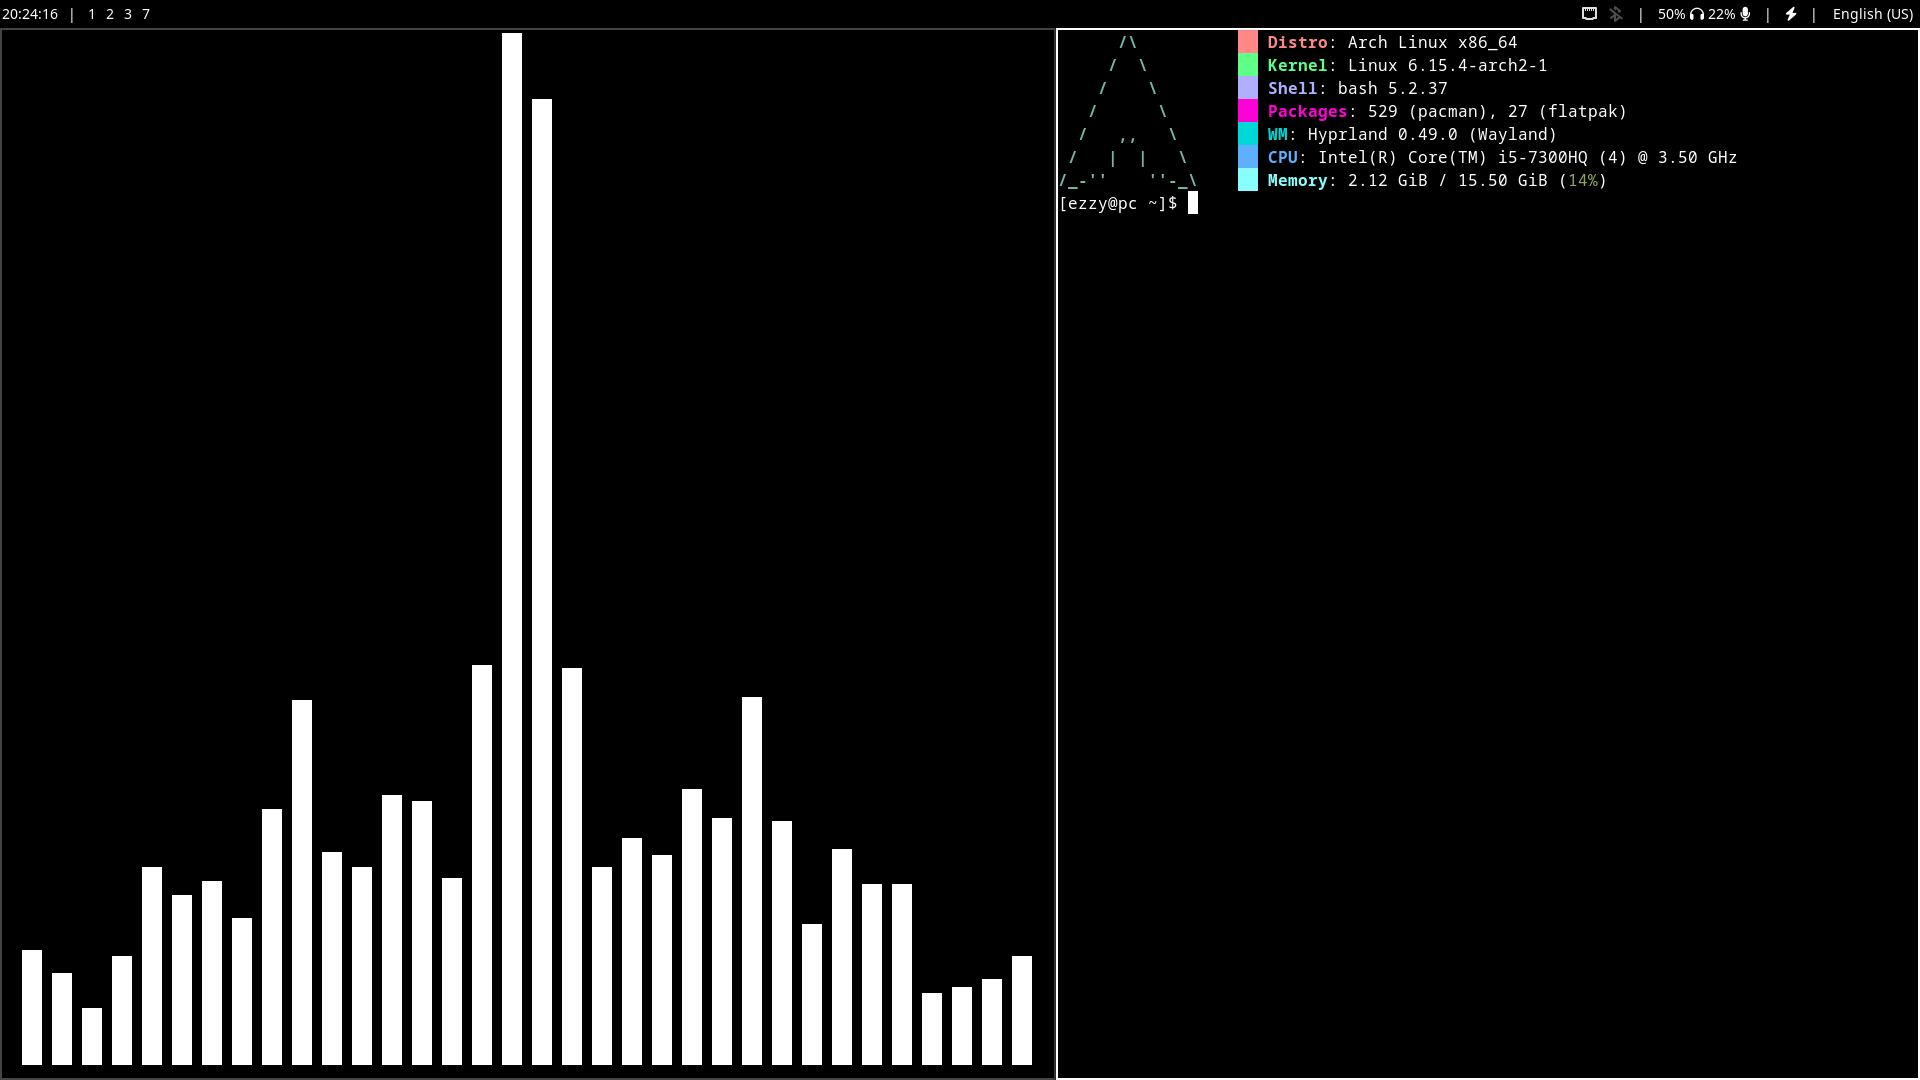 20:24:16 | 1 2 3 7 | 50% 22% | | English (US)
Distro: Arch Linux x86_64
Kernel: Linux 6.15.4-arch2-1
Shell: bash 5.2.37
Packages: 529 (pacman), 27 (flatpak)
WM: Hyprland 0.49.0 (Wayland)
CPU: Intel(R) Core(TM) i5-7300HQ (4) @ 3.50 GHz
Memory: 2.12 GiB / 15.50 GiB (14%)
[ezzy@pc ~]$